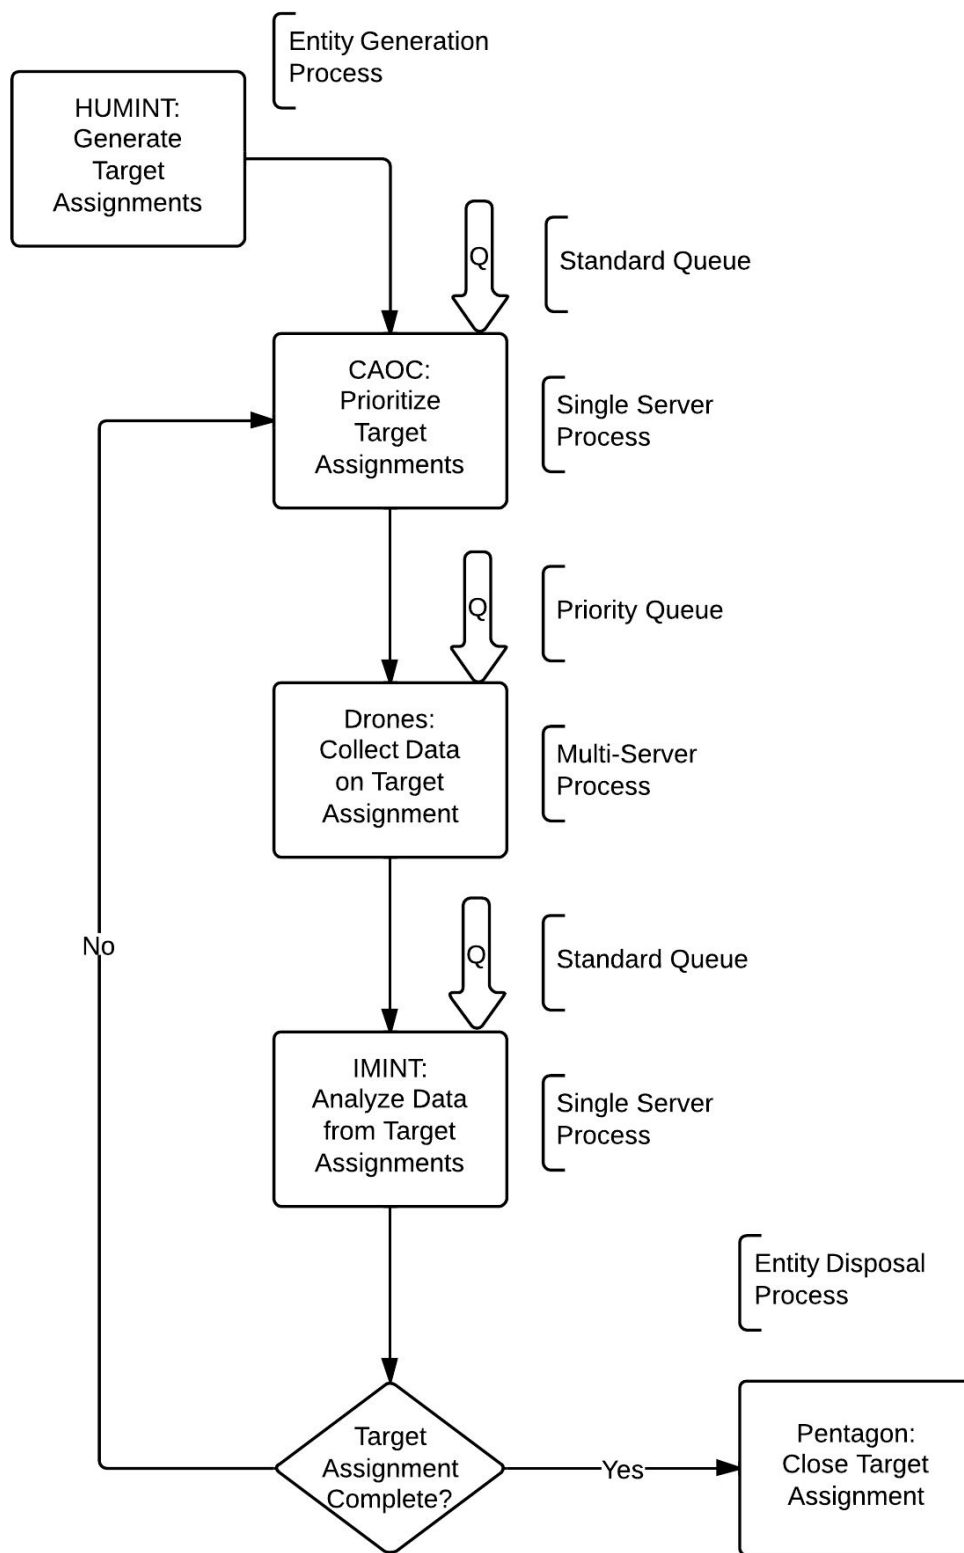 Entity Generation
Process
HUMINT:
Generate
Target
Assignments
Q
Standard Queue
CAOC:
Prioritize
Target
Assignments
Single Server
Process
Q
Priority Queue
Drones:
Collect Data
on Target
Assignment
Multi-Server
Process
No
Q
Standard Queue
IMINT:
Analyze Data
from Target
Assignments
Single Server
Process
Entity Disposal
Process
Target
Assignment
Complete?
Yes
Pentagon:
Close Target
Assignment